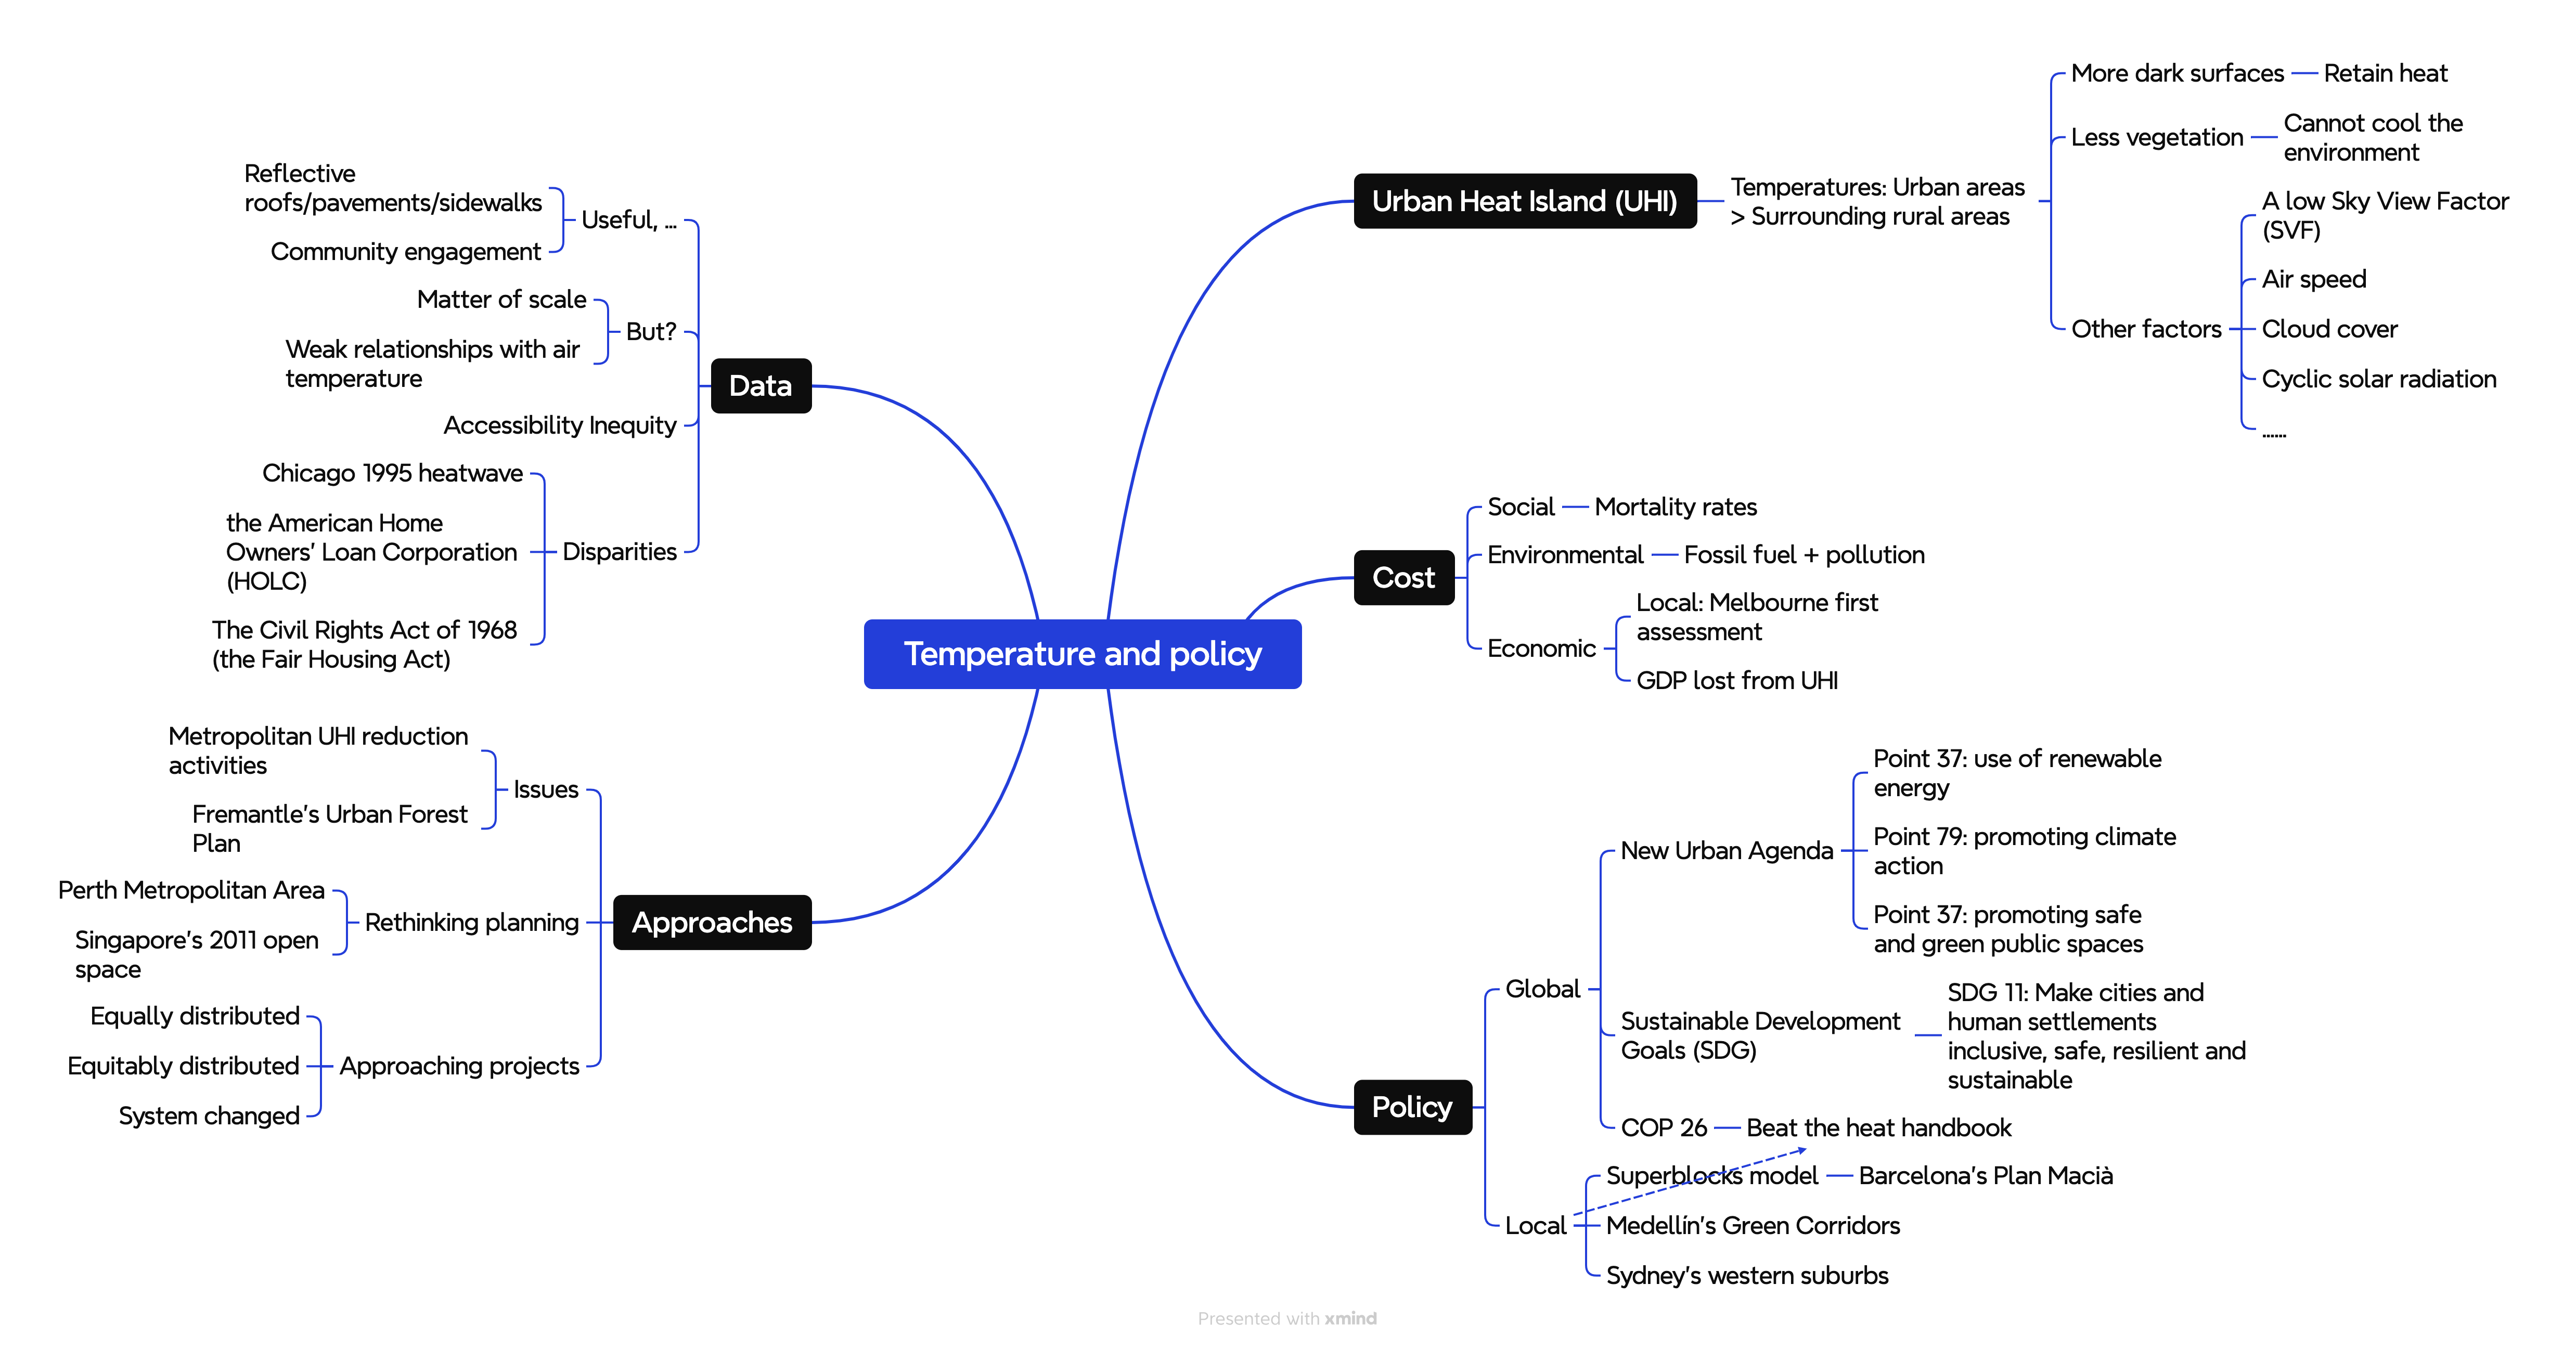 Temperature and policy
Urban Heat Island (UHI)
Temperatures: Urban areas
> Surrounding rural areas
More dark surfaces
Retain heat
Less vegetation
Cannot cool the
environment
Other factors
A low Sky View Factor
(SVF)
Air speed
Cloud cover
Cyclic solar radiation
......
Cost
Social
Mortality rates
Environmental
Fossil fuel + pollution
Economic
Local: Melbourne first
assessment
GDP lost from UHI
Policy
Global
New Urban Agenda
Point 37: use of renewable
energy
Point 79: promoting climate
action
Point 37: promoting safe
and green public spaces
Sustainable Development
Goals (SDG)
SDG 11: Make cities and
human settlements
inclusive, safe, resilient and
sustainable
COP 26
Beat the heat handbook
Local
Superblocks model
Barcelona's Plan Macià
Medellín's Green Corridors
Sydney's western suburbs
Data
Useful, ...
Reflective
roofs/pavements/sidewalks
Community engagement
But?
Matter of scale
Weak relationships with air
temperature
Accessibility Inequity
Disparities
Chicago 1995 heatwave
the American Home
Owners' Loan Corporation
(HOLC)
The Civil Rights Act of 1968
(the Fair Housing Act)
Approaches
Issues
Metropolitan UHI reduction
activities
Fremantle's Urban Forest
Plan
Rethinking planning
Perth Metropolitan Area
Singapore's 2011 open
space
Approaching projects
Equally distributed
Equitably distributed
System changed
Presented with xmind